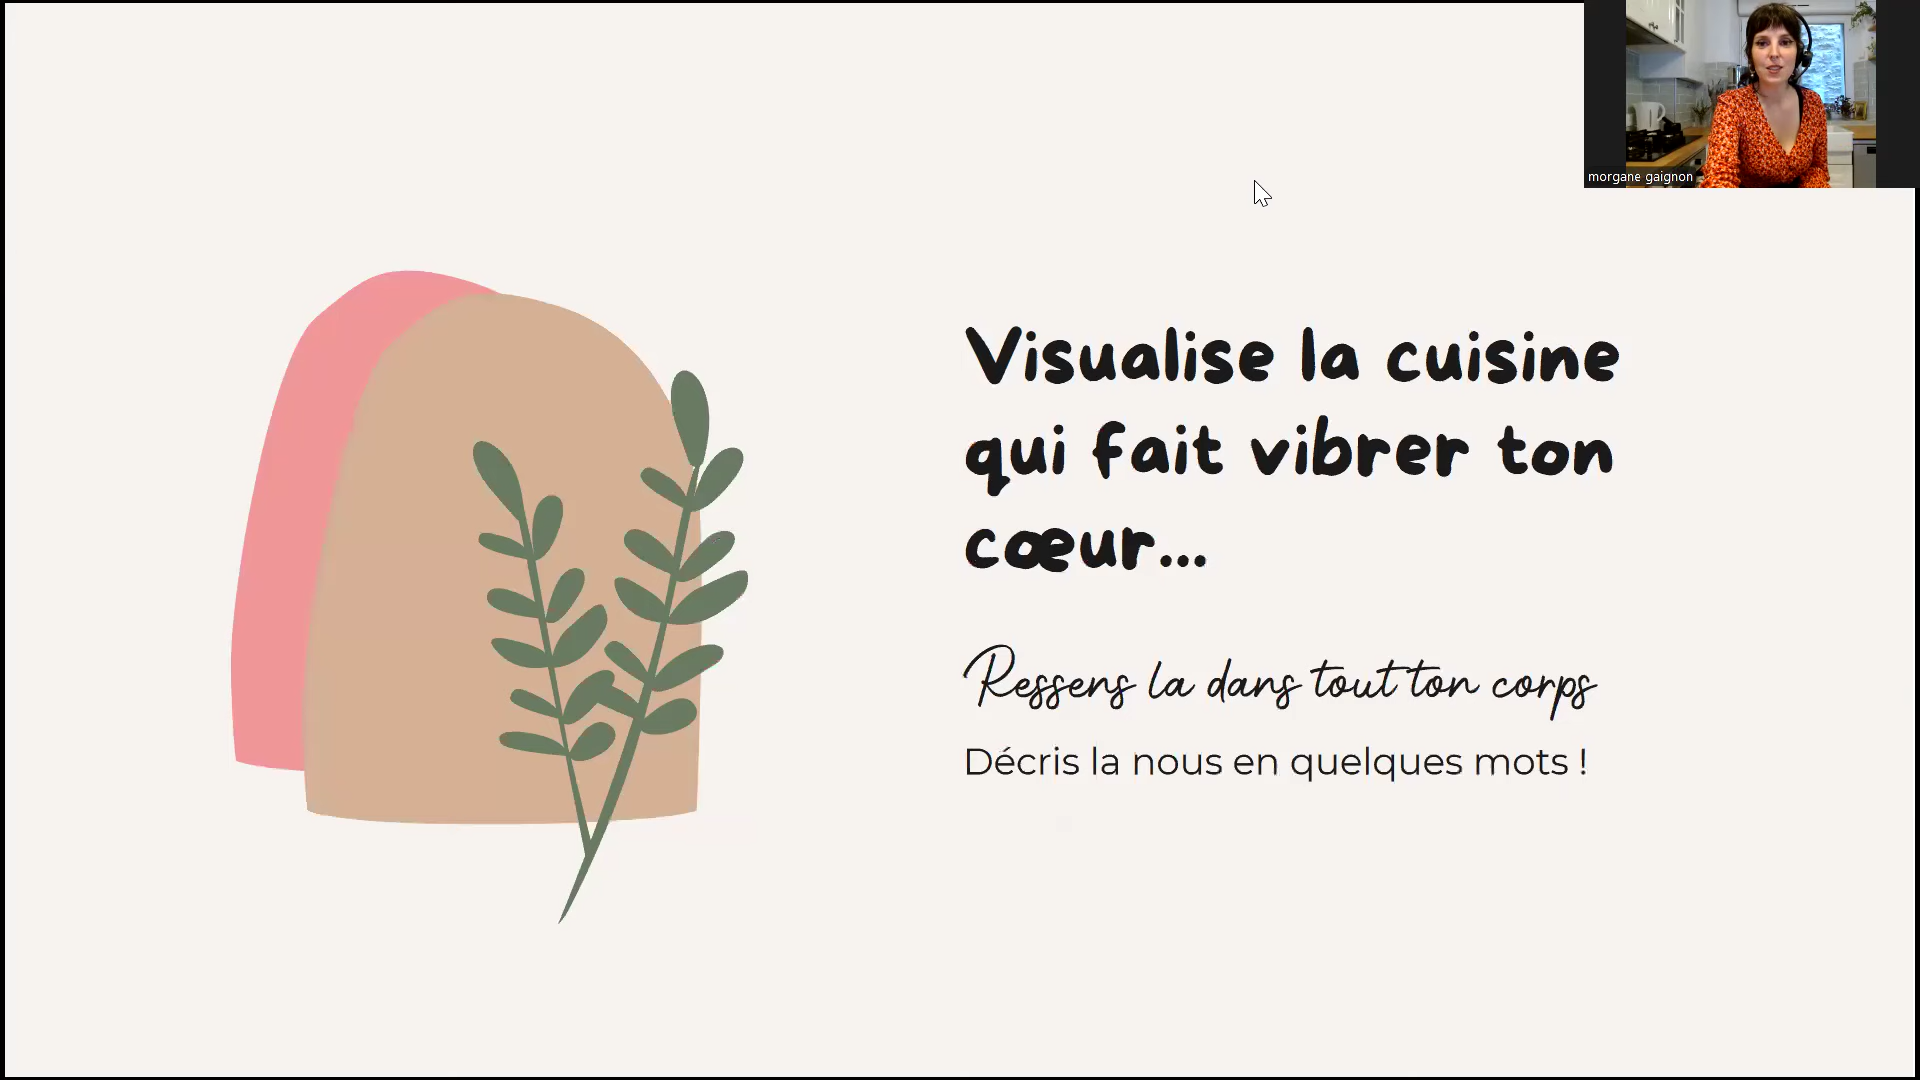 morgane gaignon
Visualise la cuisine
qui fait vibrer ton
cœur...
Ressens la dans tout ton corps
Décris la nous en quelques mots !